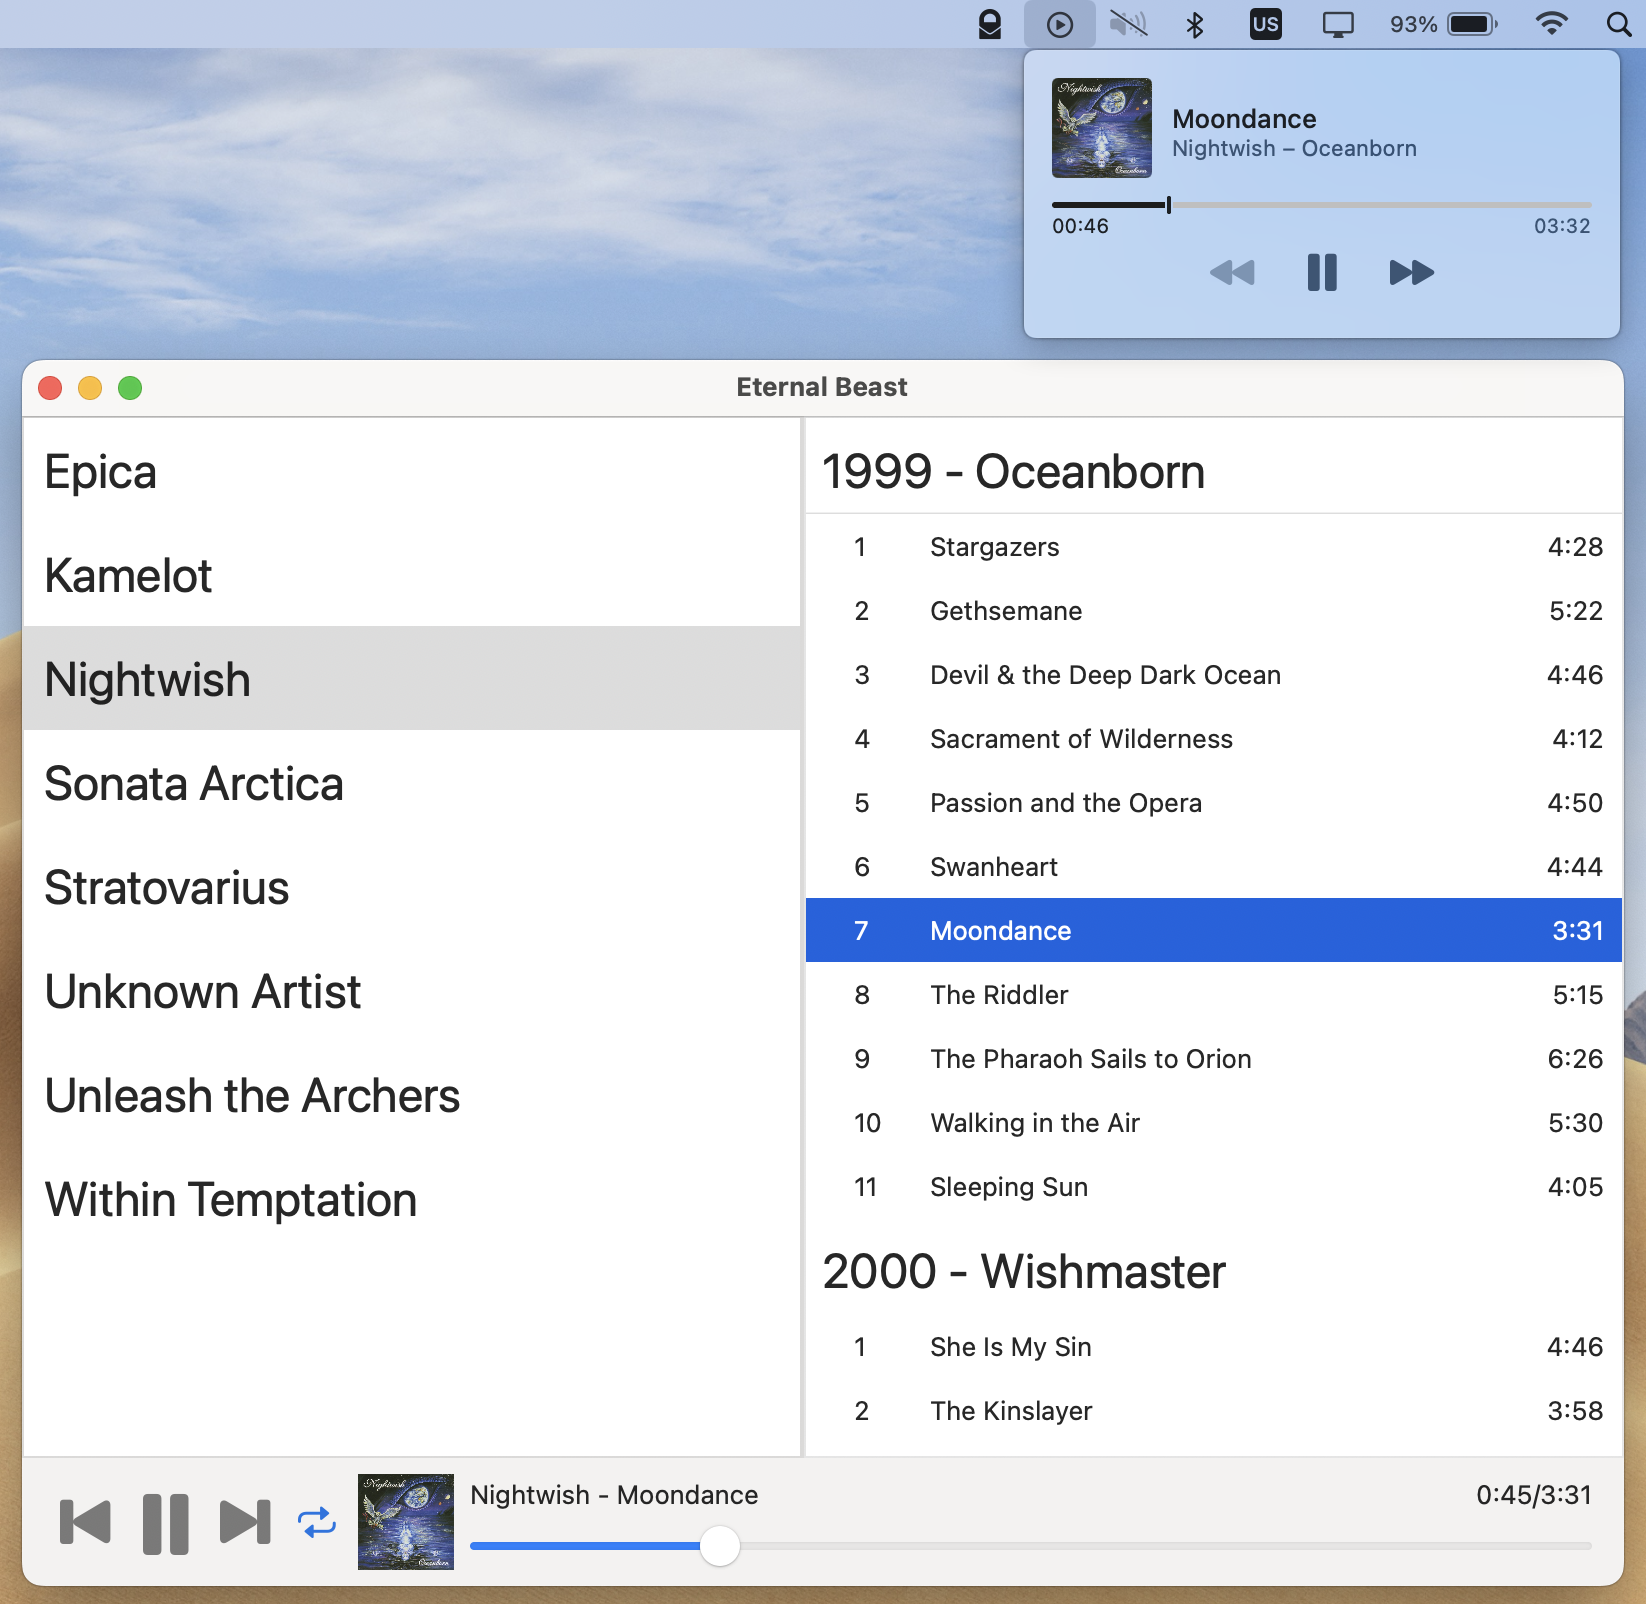 US
93%
Nightwish
Oceanborn
Moondance
Nightwish – Oceanborn
00:46
03:32
Eternal Beast
Epica
Kamelot
Nightwish
Sonata Arctica
Stratovarius
Unknown Artist
Unleash the Archers
Within Temptation
1999 - Oceanborn
1 Stargazers 4:28
2 Gethsemane 5:22
3 Devil & the Deep Dark Ocean 4:46
4 Sacrament of Wilderness 4:12
5 Passion and the Opera 4:50
6 Swanheart 4:44
7 Moondance 3:31
8 The Riddler 5:15
9 The Pharaoh Sails to Orion 6:26
10 Walking in the Air 5:30
11 Sleeping Sun 4:05
2000 - Wishmaster
1 She Is My Sin 4:46
2 The Kinslayer 3:58
Nightwish
Oceanborn
Nightwish - Moondance
0:45/3:31